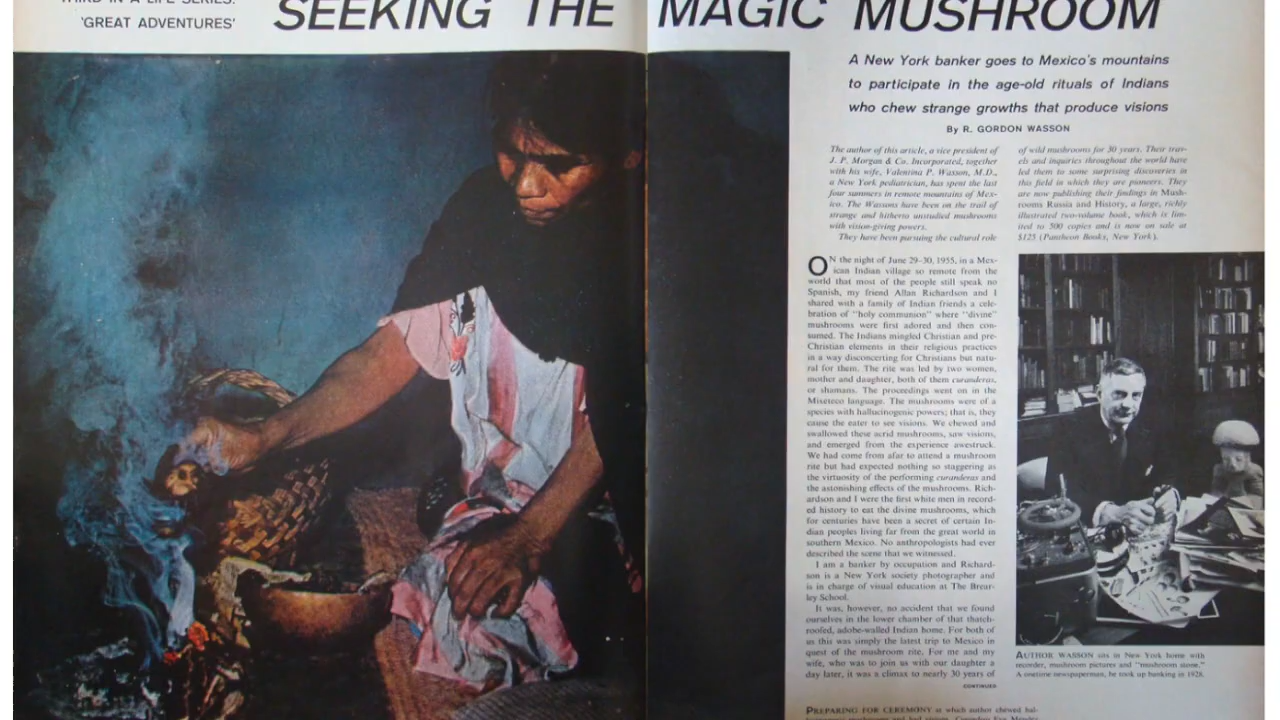 THIRD IN A LIFE SERIES:
'GREAT ADVENTURES'
SEEKING THE MAGIC MUSHROOM
A New York banker goes to Mexico's mountains
to participate in the age-old rituals of Indians
who chew strange growths that produce visions
By R. GORDON WASSON
The author of this article, a vice president of
J. P. Morgan & Co. Incorporated, together
with his wife, Valentina P. Wasson, M.D.,
a New York pediatrician, has spent the last
four summers in remote mountains of Mex-
ico. The Wassons have been on the trail of
strange and hitherto unstudied mushrooms
with vision-giving powers.
They have been pursuing the cultural role
of wild mushrooms for 30 years. Their trav-
els and inquiries throughout the world have
led them to some surprising discoveries in
this field in which they are pioneers. They
are now publishing their findings in Mush-
rooms Russia and History, a large, richly
illustrated two-volume book, which is lim-
ited to 500 copies and is now on sale at
$125 (Pantheon Books, New York).
ON the night of June 29-30, 1955, in a Mex-
ican Indian village so remote from the
world that most of the people still speak no
Spanish, my friend Allan Richardson and I
shared with a family of Indian friends a cele-
bration of "holy communion" where "divine"
mushrooms were first adored and then con-
sumed. The Indians mingled Christian and pre-
Christian elements in their religious practices
in a way disconcerting for Christians but natu-
ral for them. The rite was led by two women,
mother and daughter, both of them curanderas,
or shamans. The proceedings went on in the
Mixeteco language. The mushrooms were of a
species with hallucinogenic powers; that is, they
cause the eater to see visions. We chewed and
swallowed these acrid mushrooms, saw visions,
and emerged from the experience awestruck.
We had come from afar to attend a mushroom
rite but had expected nothing so staggering as
the virtuosity of the performing curanderas and
the astonishing effects of the mushrooms. Rich-
ardson and I were the first white men in record-
ed history to eat the divine mushrooms, which
for centuries have been a secret of certain In-
dian peoples living far from the great world in
southern Mexico. No anthropologists had ever
described the scene that we witnessed.
I am a banker by occupation and Richard-
son is a New York society photographer and
is in charge of visual education at The Brear-
ley School.
It was, however, no accident that we found
ourselves in the lower chamber of that thatch-
roofed, adobe-walled Indian home. For both of
us this was simply the latest trip to Mexico in
quest of the mushroom rite. For me and my
wife, who was to join us with our daughter a
day later, it was a climax to nearly 30 years of
CONTINUED
AUTHOR WASSON sits in New York home with
recorder, mushroom pictures and "mushroom stone."
A onetime newspaperman, he took up banking in 1928.
PREPARING FOR CEREMONY at which author chewed hal-